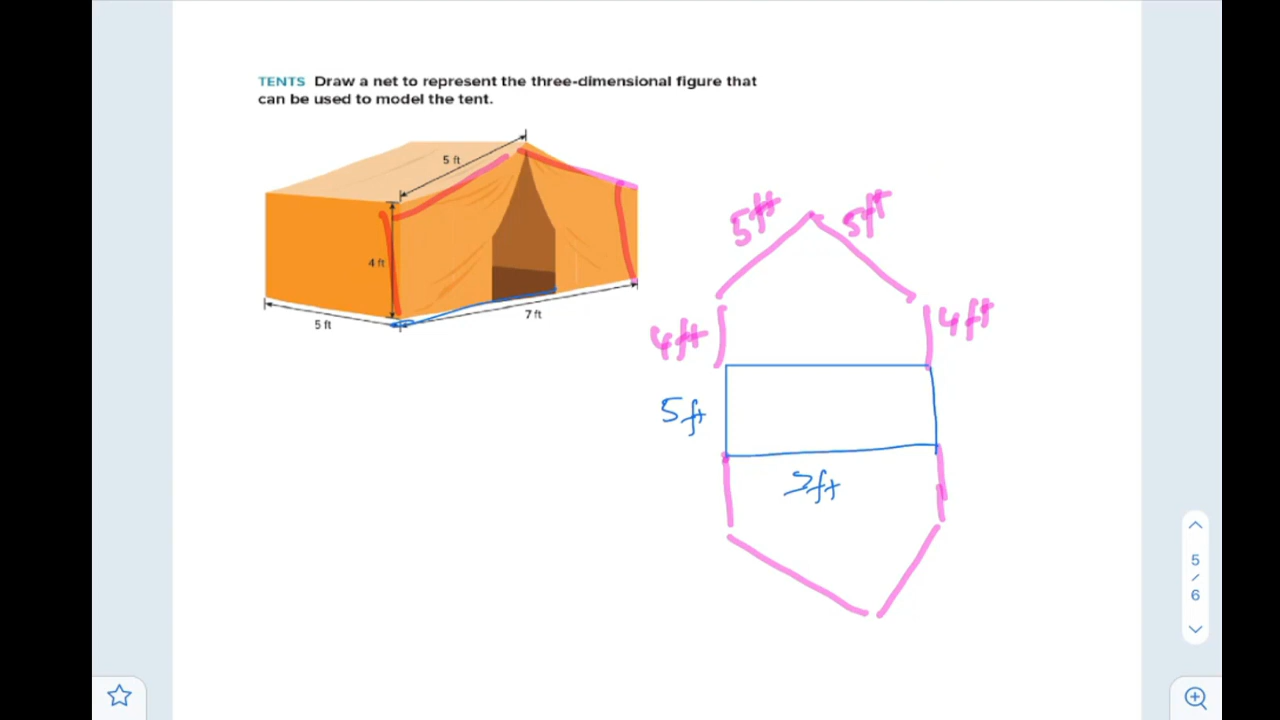 TENTS Draw a net to represent the three-dimensional figure that
can be used to model the tent.
5 ft
4 ft
5 ft
7 ft
5ft
5ft
4ft
4ft
5ft
7ft
5
/
6